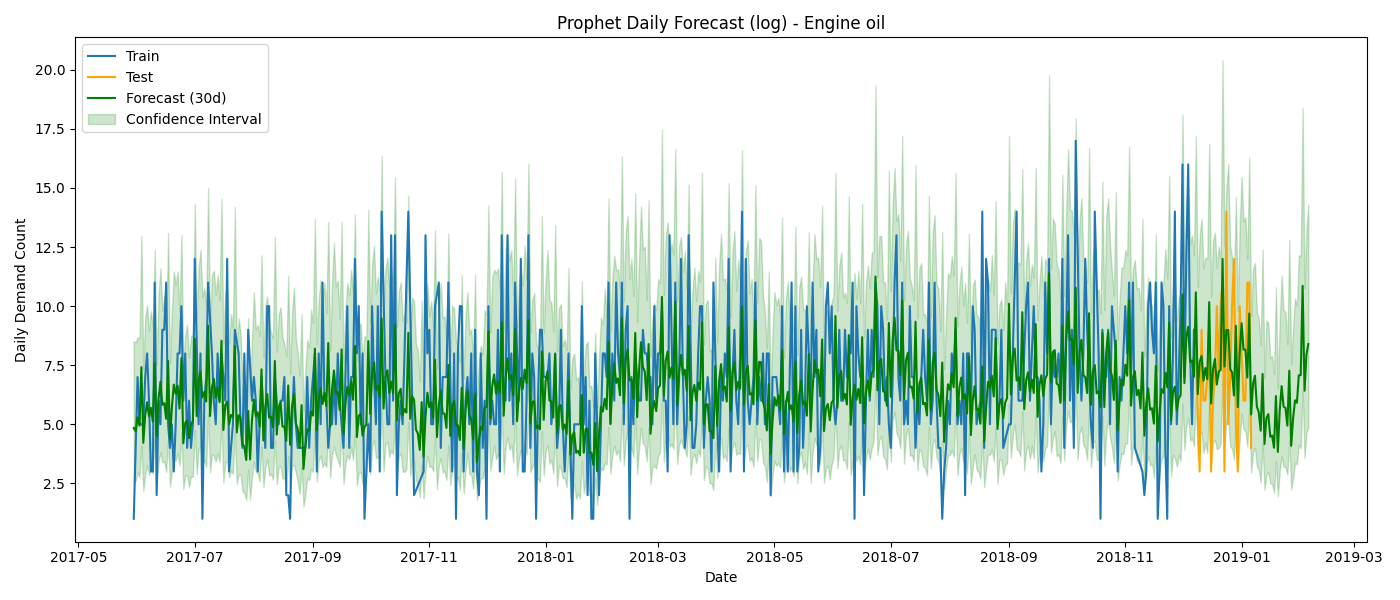 Prophet Daily Forecast (log) - Engine oil
Train
Test
Forecast (30d)
Confidence Interval
Daily Demand Count
20.0
17.5
15.0
12.5
10.0
7.5
5.0
2.5
2017-05 2017-07 2017-09 2017-11 2018-01 2018-03 2018-05 2018-07 2018-09 2018-11 2019-01 2019-03
Date